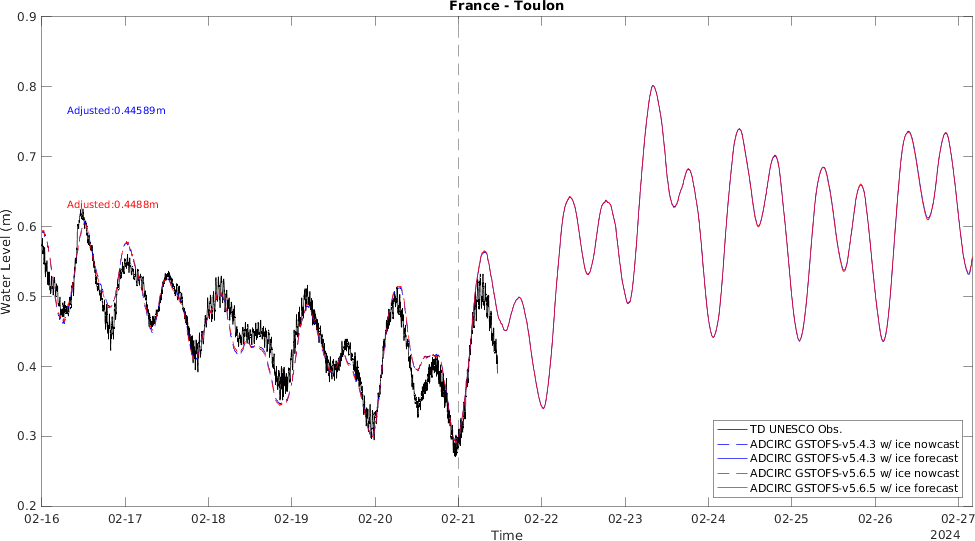 France - Toulon
0.9
0.8
0.7
0.6
0.5
0.4
0.3
0.2
Water Level (m)
Adjusted:0.44589m
Adjusted:0.4488m
TD UNESCO Obs.
ADCIRC GSTOFS-v5.4.3 w/ ice nowcast
ADCIRC GSTOFS-v5.4.3 w/ ice forecast
ADCIRC GSTOFS-v5.6.5 w/ ice nowcast
ADCIRC GSTOFS-v5.6.5 w/ ice forecast
02-16 02-17 02-18 02-19 02-20 02-21 02-22 02-23 02-24 02-25 02-26 02-27
Time
2024